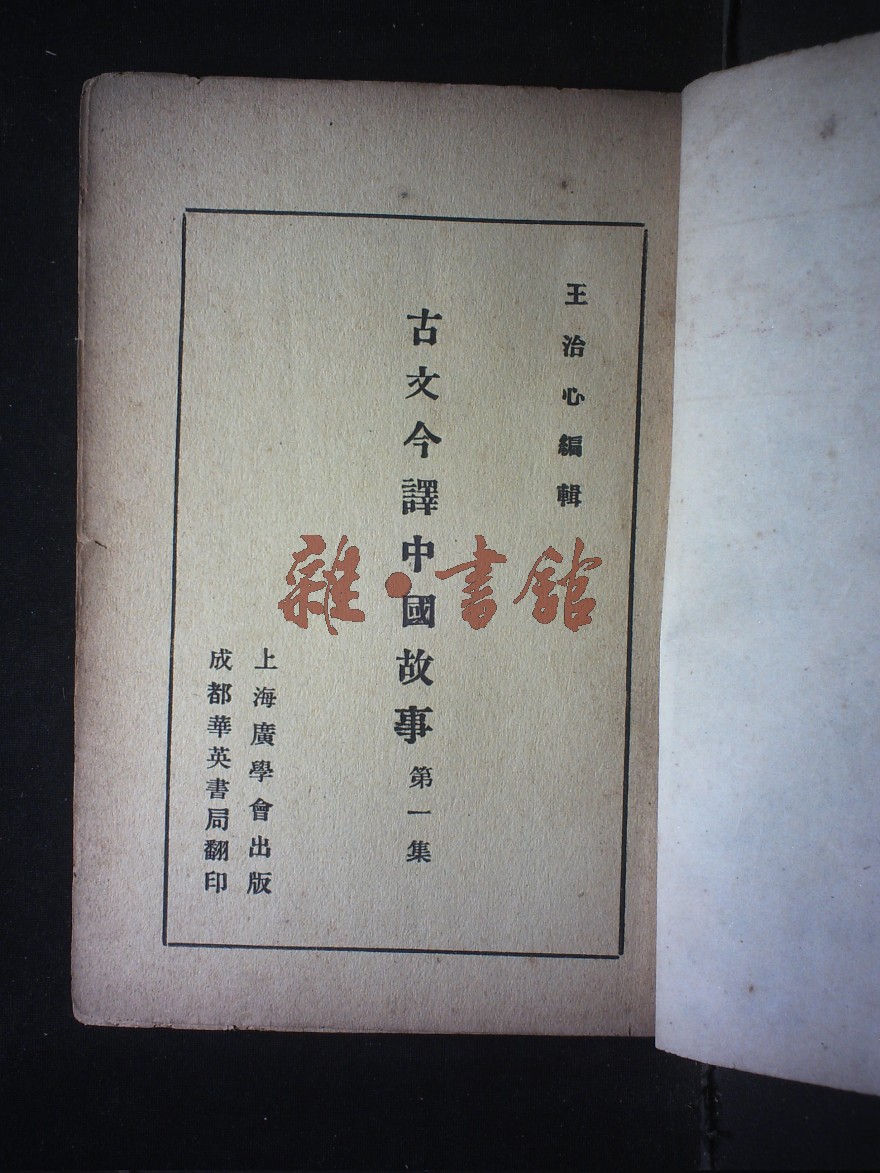 王治心編輯
古文今譯中國故事 第一集
上海廣學會出版
成都華英書局翻印
雜·書館